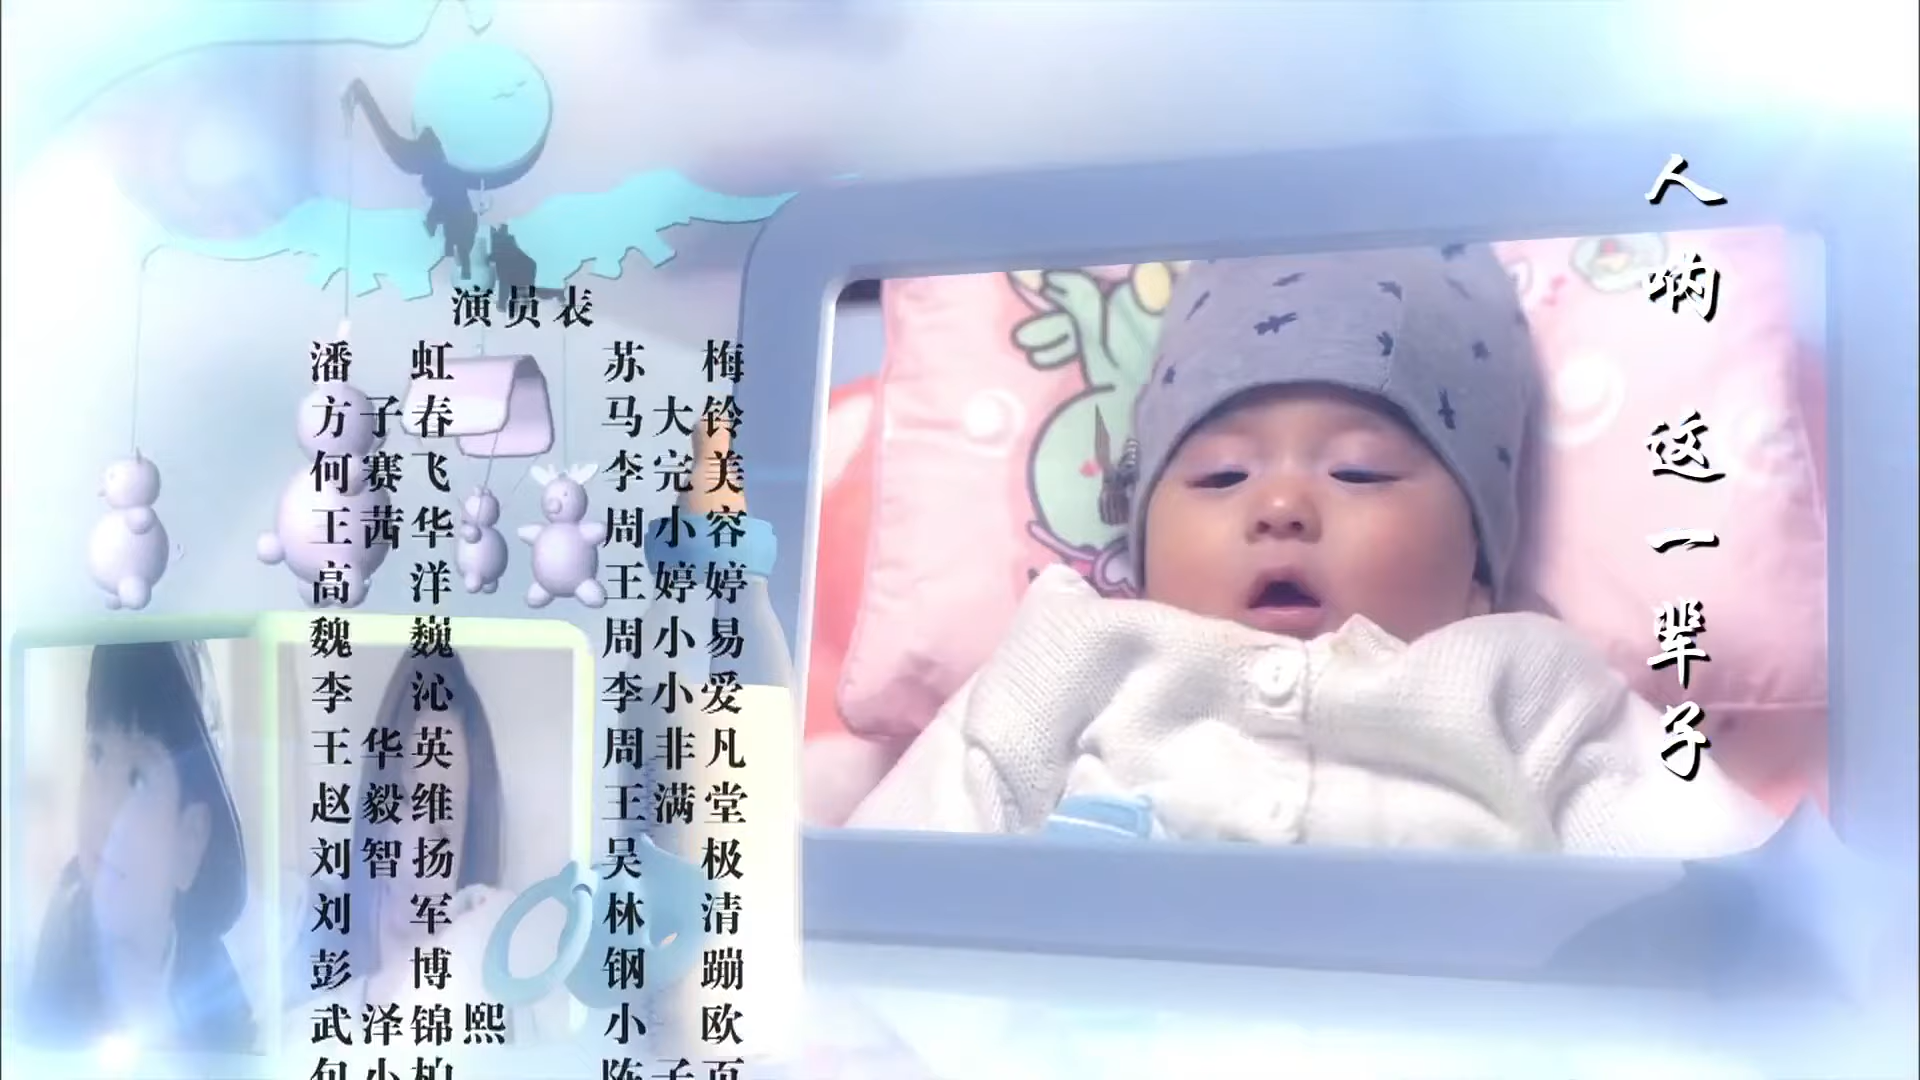 演员表
潘虹 苏梅
方子春 马大铃
何赛飞 李完美
王茜华 周小容
高洋 王婷婷
魏巍 周小易
李沁 李小爱
王华英 周非凡
赵毅维 王满堂
刘智扬 吴极
刘军 林清
彭博 钢蹦
武泽锦熙 小欧
人呐 这一辈子